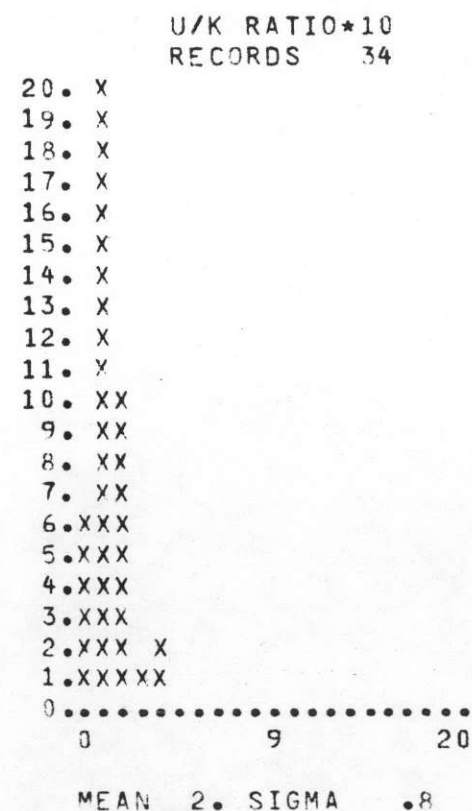 U/K RATIO*10
RECORDS 34
20. X
19. X
18. X
17. X
16. X
15. X
14. X
13. X
12. X
11. X
10. XX
9. XX
8. XX
7. XX
6.XXX
5.XXX
4.XXX
3.XXX
2.XXX X
1.XXXXX
0.....................
0 9 20
MEAN 2. SIGMA .8